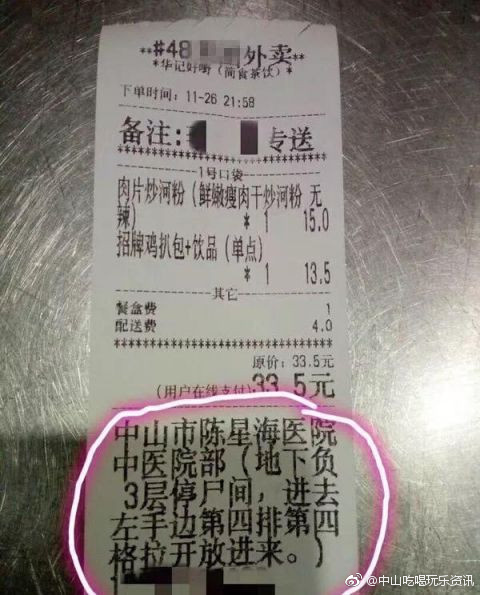 **#48 外卖**
*华记好嘢（简食茶饮）*
下单时间：11-26 21:58
备注: 专送
************************
1号口袋
肉片炒河粉（鲜嫩瘦肉干炒河粉 无
辣）
* 1 15.0
招牌鸡扒包+饮品（单点）
* 1 13.5
其它
餐盒费 1
配送费 4.0
************************
原价：33.5元
（用户在线支付）33.5元
************************
中山市陈星海医院
中医院部（地下负
3层停尸间，进去
左手边第四排第四
格拉开放进来。）
@中山吃喝玩乐资讯